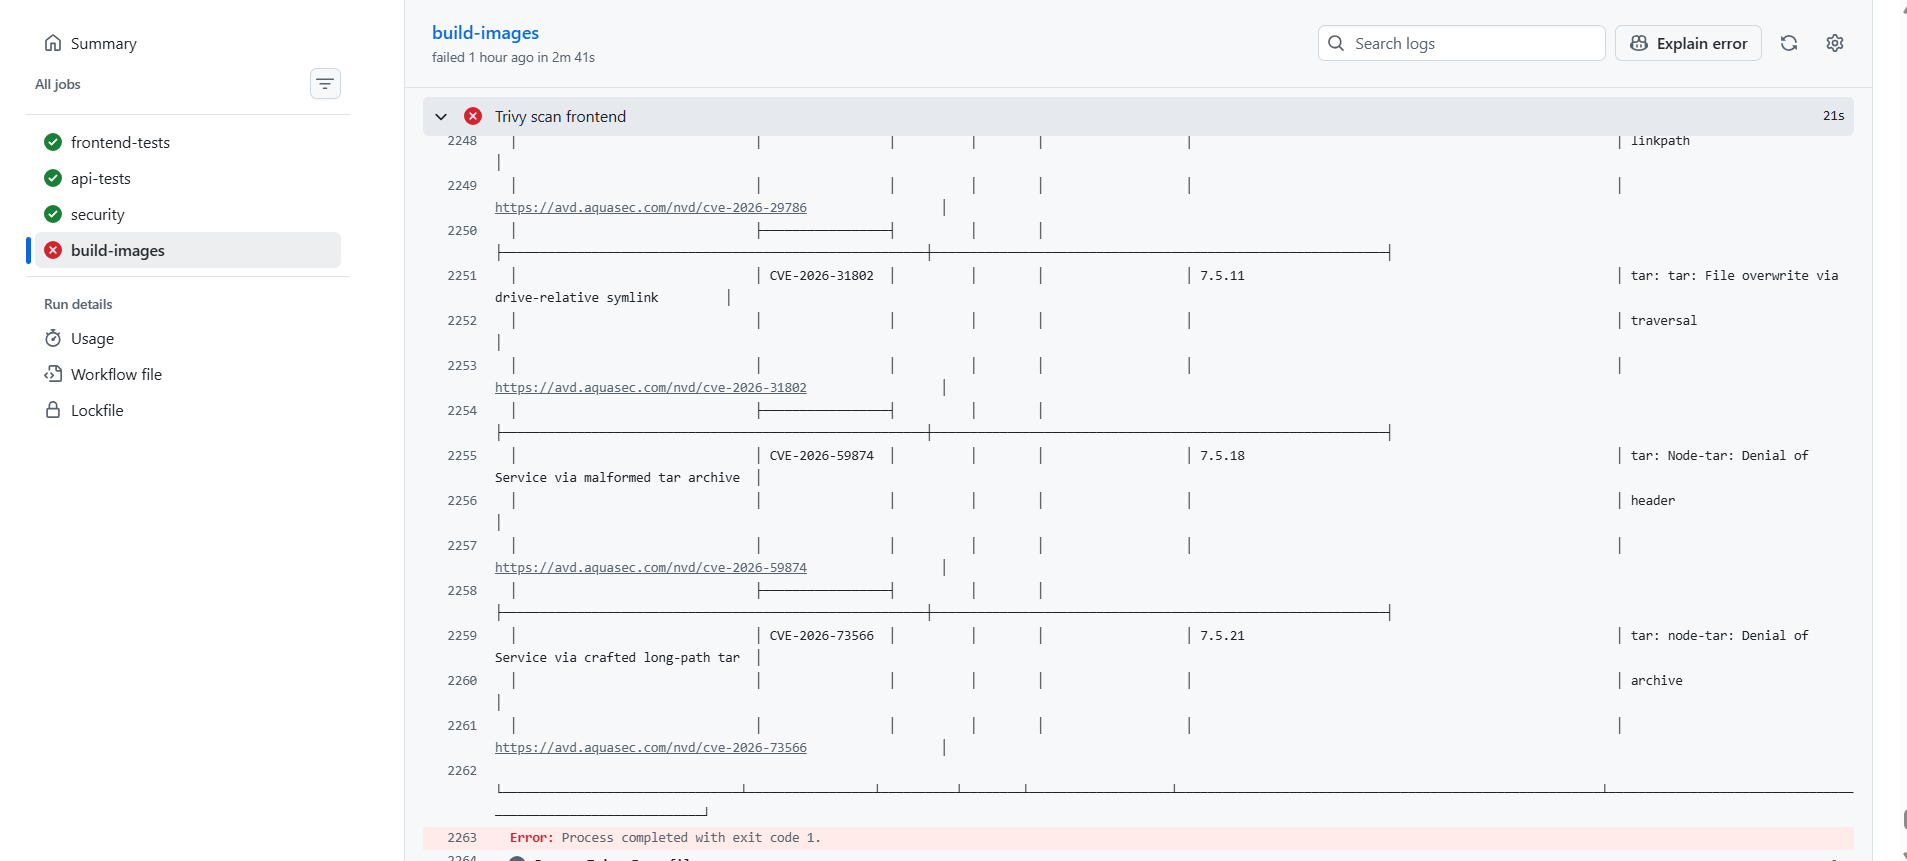 Summary
All jobs
frontend-tests
api-tests
security
build-images
Run details
Usage
Workflow file
Lockfile
build-images
failed 1 hour ago in 2m 41s
Search logs
Explain error
Trivy scan frontend
21s
2248 │ │ │ │ │ │ │ linkpath
│
2249 │ │ │ │ │ │ │
https://avd.aquasec.com/nvd/cve-2026-29786 │
2250 │ ├────────────────┤ │ │
├──────────────────────────────┼──────────────────────────────┤
2251 │ │ CVE-2026-31802 │ │ │ │ 7.5.11 │ tar: tar: File overwrite via
drive-relative symlink │
2252 │ │ │ │ │ │ │ traversal
│
2253 │ │ │ │ │ │ │
https://avd.aquasec.com/nvd/cve-2026-31802 │
2254 │ ├────────────────┤ │ │
├──────────────────────────────┼──────────────────────────────┤
2255 │ │ CVE-2026-59874 │ │ │ │ 7.5.18 │ tar: Node-tar: Denial of
Service via malformed tar archive │
2256 │ │ │ │ │ │ │ header
│
2257 │ │ │ │ │ │ │
https://avd.aquasec.com/nvd/cve-2026-59874 │
2258 │ ├────────────────┤ │ │
├──────────────────────────────┼──────────────────────────────┤
2259 │ │ CVE-2026-73566 │ │ │ │ 7.5.21 │ tar: node-tar: Denial of
Service via crafted long-path tar │
2260 │ │ │ │ │ │ │ archive
│
2261 │ │ │ │ │ │ │
https://avd.aquasec.com/nvd/cve-2026-73566 │
2262
└────────────────┴────────┴─────┴────┴─────────┴──────────────────────────┴────────────────
──────────────┘
2263 Error: Process completed with exit code 1.
2264